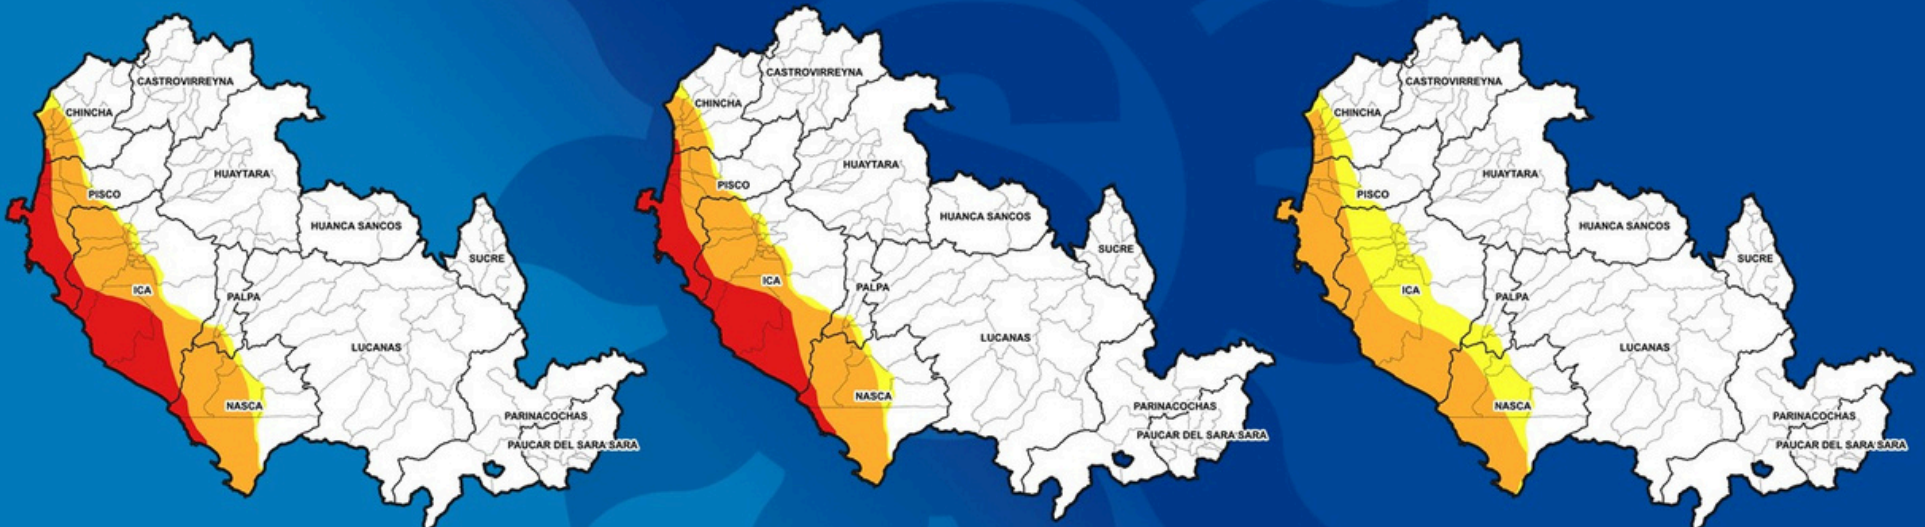 CASTROVIRREYNA
CHINCHA
HUAYTARA
PISCO
HUANCA SANCOS
SUCRE
ICA
PALPA
LUCANAS
NASCA
PARINACOCHAS
PAUCAR DEL SARA SARA
CASTROVIRREYNA
CHINCHA
HUAYTARA
PISCO
HUANCA SANCOS
SUCRE
ICA
PALPA
LUCANAS
NASCA
PARINACOCHAS
PAUCAR DEL SARA SARA
CASTROVIRREYNA
CHINCHA
HUAYTARA
PISCO
HUANCA SANCOS
SUCRE
ICA
PALPA
LUCANAS
NASCA
PARINACOCHAS
PAUCAR DEL SARA SARA